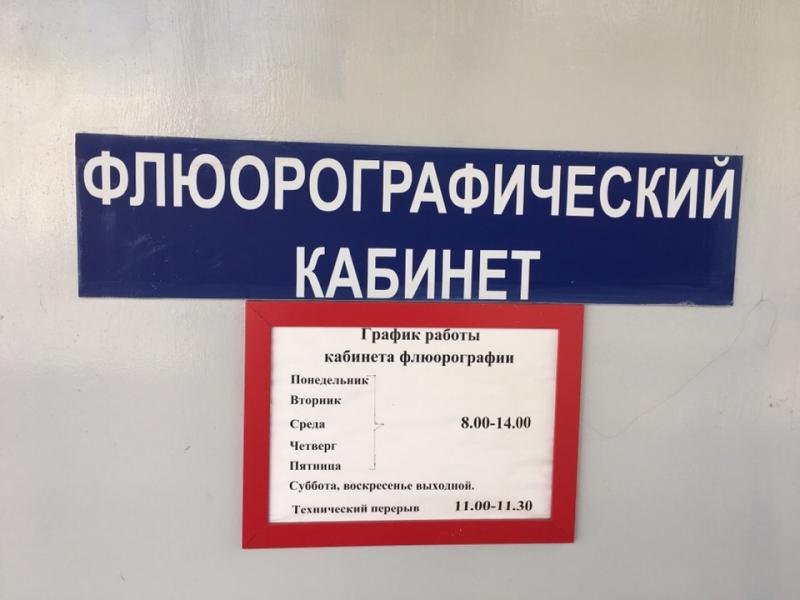 ФЛЮОРОГРАФИЧЕСКИЙ
КАБИНЕТ
График работы
кабинета флюорографии
Понедельник
Вторник
Среда 8.00-14.00
Четверг
Пятница
Суббота, воскресенье выходной.
Технический перерыв 11.00-11.30